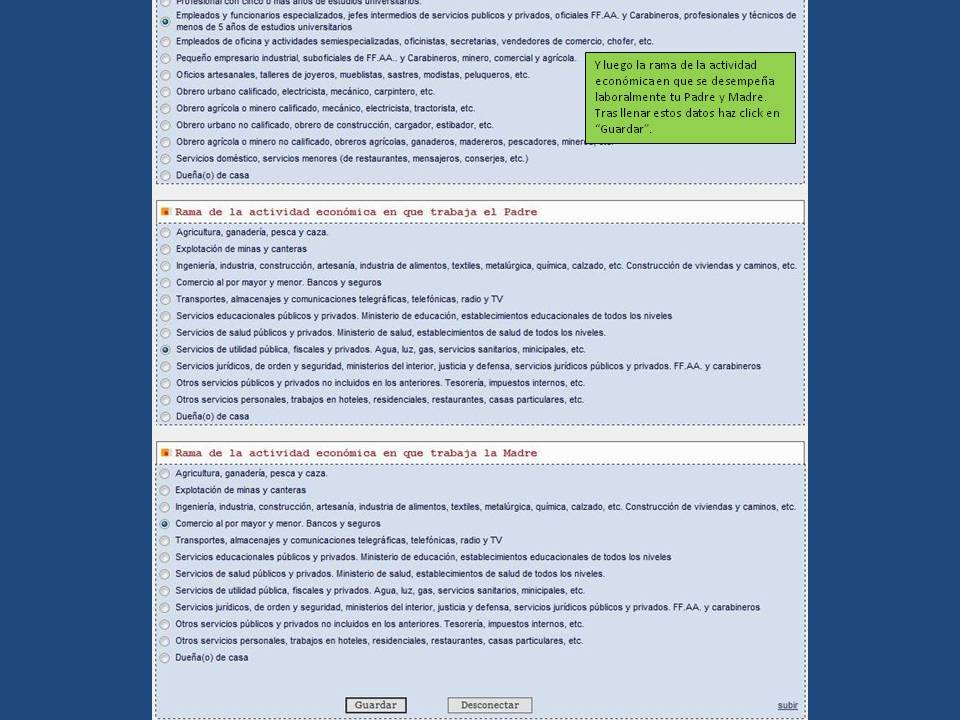 Profesional con cinco o más años de estudios universitarios.
Empleados y funcionarios especializados, jefes intermedios de servicios publicos y privados, oficiales FF.AA. y Carabineros, profesionales y técnicos de
menos de 5 años de estudios universitarios
Empleados de oficina y actividades semiespecializadas, oficinistas, secretarias, vendedores de comercio, chofer, etc.
Pequeño empresario industrial, suboficiales de FF.AA.. y Carabineros, minero, comercial y agrícola.
Oficios artesanales, talleres de joyeros, mueblistas, sastres, modistas, peluqueros, etc.
Obrero urbano calificado, electricista, mecánico, carpintero, etc.
Obrero agrícola o minero calificado, mecánico, electricista, tractorista, etc.
Obrero urbano no calificado, obrero de construcción, cargador, estibador, etc.
Obrero agrícola o minero no calificado, obreros agrícolas, ganaderos, madereros, pescadores, etc.
Servicios doméstico, servicios menores (de restaurantes, mensajeros, conserjes, etc.)
Dueña(o) de casa
Y luego la rama de la actividad
económica en que se desempeña
laboralmente tu Padre y Madre.
Tras llenar estos datos haz click en
“Guardar”.
Rama de la actividad económica en que trabaja el Padre
Agricultura, ganadería, pesca y caza.
Explotación de minas y canteras
Ingeniería, industria, construcción, artesanía, industria de alimentos, textiles, metalúrgica, química, calzado, etc. Construcción de viviendas y caminos, etc.
Comercio al por mayor y menor. Bancos y seguros
Transportes, almacenajes y comunicaciones telegráficas, telefónicas, radio y TV
Servicios educacionales públicos y privados. Ministerio de educación, establecimientos educacionales de todos los niveles
Servicios de salud públicos y privados. Ministerio de salud, establecimientos de salud de todos los niveles.
Servicios de utilidad pública, fiscales y privados. Agua, luz, gas, servicios sanitarios, minicipales, etc.
Servicios jurídicos, de orden y seguridad, ministerios del interior, justicia y defensa, servicios jurídicos públicos y privados. FF.AA. y carabineros
Otros servicios públicos y privados no incluidos en los anteriores. Tesorería, impuestos internos, etc.
Otros servicios personales, trabajos en hoteles, residenciales, restaurantes, casas particulares, etc.
Dueña(o) de casa
Rama de la actividad económica en que trabaja la Madre
Agricultura, ganadería, pesca y caza.
Explotación de minas y canteras
Ingeniería, industria, construcción, artesanía, industria de alimentos, textiles, metalúrgica, química, calzado, etc. Construcción de viviendas y caminos, etc.
Comercio al por mayor y menor. Bancos y seguros
Transportes, almacenajes y comunicaciones telegráficas, telefónicas, radio y TV
Servicios educacionales públicos y privados. Ministerio de educación, establecimientos educacionales de todos los niveles
Servicios de salud públicos y privados. Ministerio de salud, establecimientos de salud de todos los niveles.
Servicios de utilidad pública, fiscales y privados. Agua, luz, gas, servicios sanitarios, minicipales, etc.
Servicios jurídicos, de orden y seguridad, ministerios del interior, justicia y defensa, servicios jurídicos públicos y privados. FF.AA. y carabineros
Otros servicios públicos y privados no incluidos en los anteriores. Tesorería, impuestos internos, etc.
Otros servicios personales, trabajos en hoteles, residenciales, restaurantes, casas particulares, etc.
Dueña(o) de casa
Guardar Desconectar subir